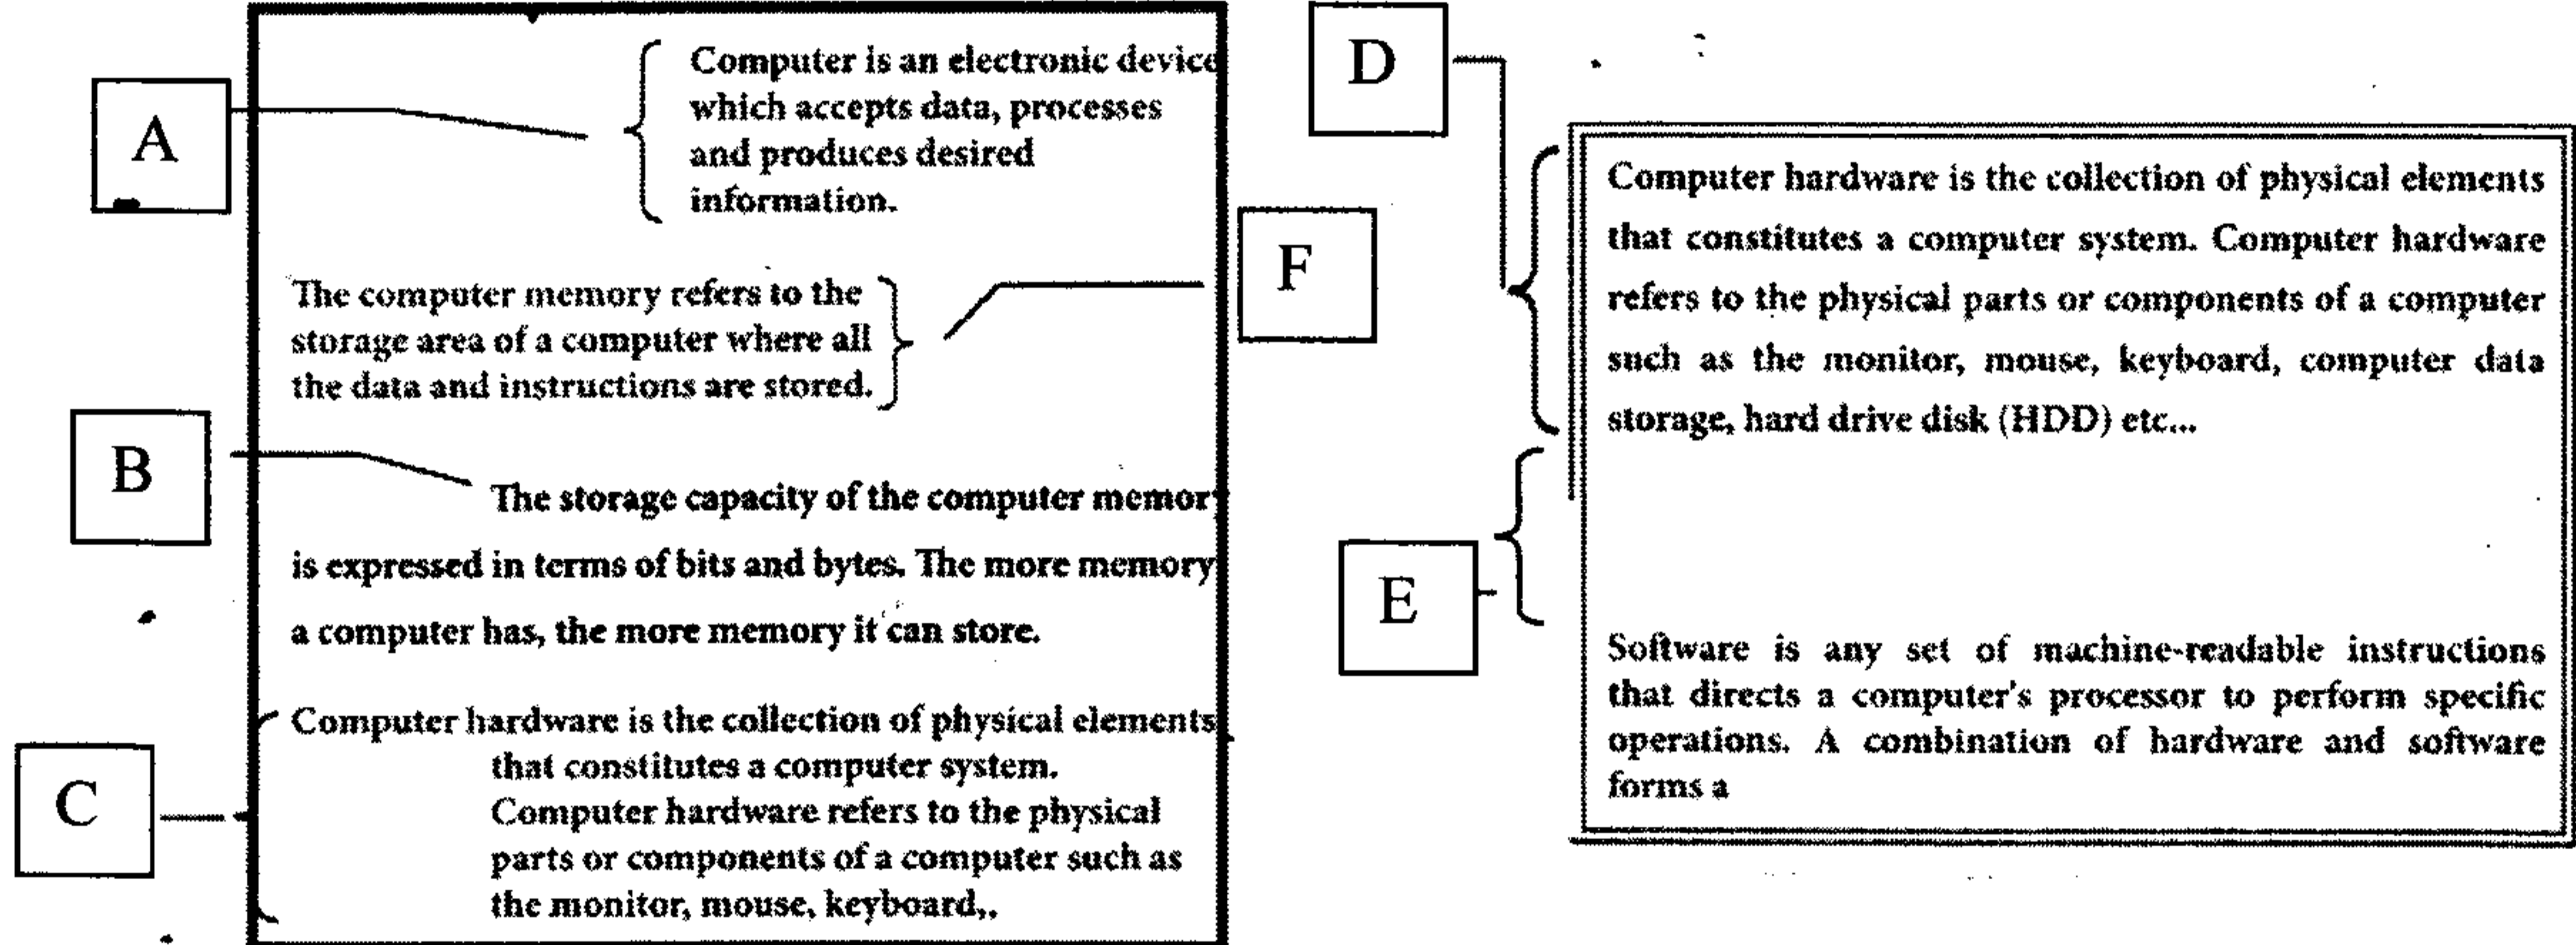 A
Computer is an electronic device
which accepts data, processes
and produces desired
information.
F
The computer memory refers to the
storage area of a computer where all
the data and instructions are stored.
B
The storage capacity of the computer memory
is expressed in terms of bits and bytes. The more memory
a computer has, the more memory it can store.
C
Computer hardware is the collection of physical elements
that constitutes a computer system.
Computer hardware refers to the physical
parts or components of a computer such as
the monitor, mouse, keyboard,.
D
Computer hardware is the collection of physical elements
that constitutes a computer system. Computer hardware
refers to the physical parts or components of a computer
such as the monitor, mouse, keyboard, computer data
storage, hard drive disk (HDD) etc...
E
Software is any set of machine-readable instructions
that directs a computer's processor to perform specific
operations. A combination of hardware and software
forms a